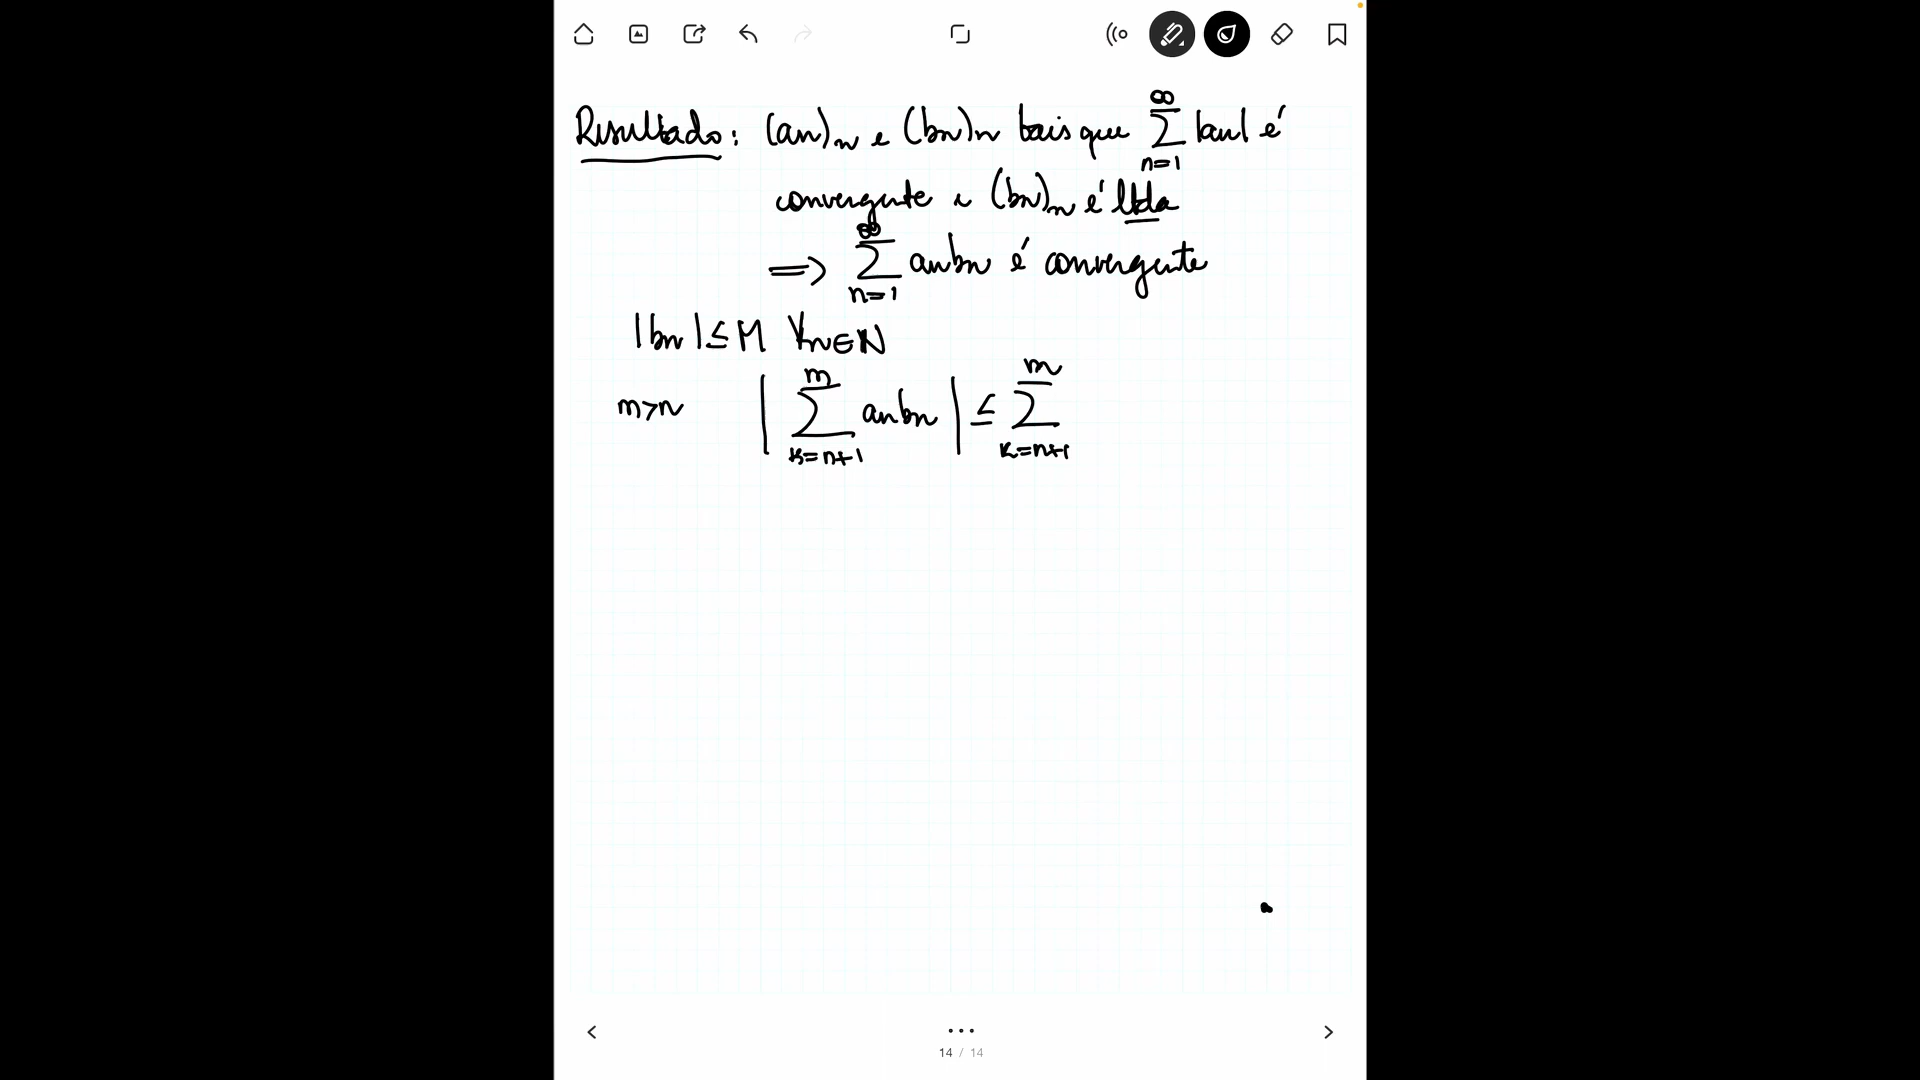 Resultado: (an)n e (bn)n tais que ∞∑n=1 |an| é
convergente e (bn)n é ltda
⇒ ∞∑n=1 anbn é convergente
|bn| ≤ M ∀n∈N
m>n | m∑k=n+1 anbn | ≤ m∑k=n+1
14 / 14